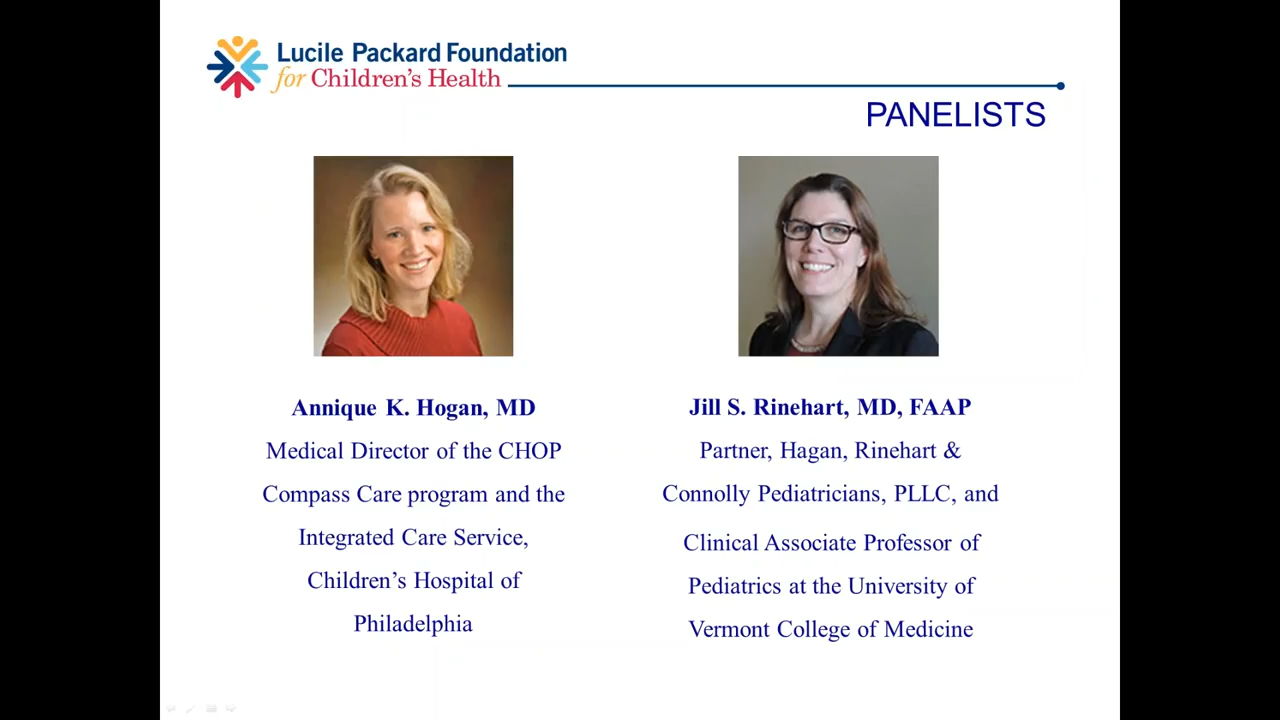 Lucile Packard Foundation
for Children's Health
PANELISTS
Annique K. Hogan, MD
Medical Director of the CHOP
Compass Care program and the
Integrated Care Service,
Children's Hospital of
Philadelphia
Jill S. Rinehart, MD, FAAP
Partner, Hagan, Rinehart &
Connolly Pediatricians, PLLC, and
Clinical Associate Professor of
Pediatrics at the University of
Vermont College of Medicine